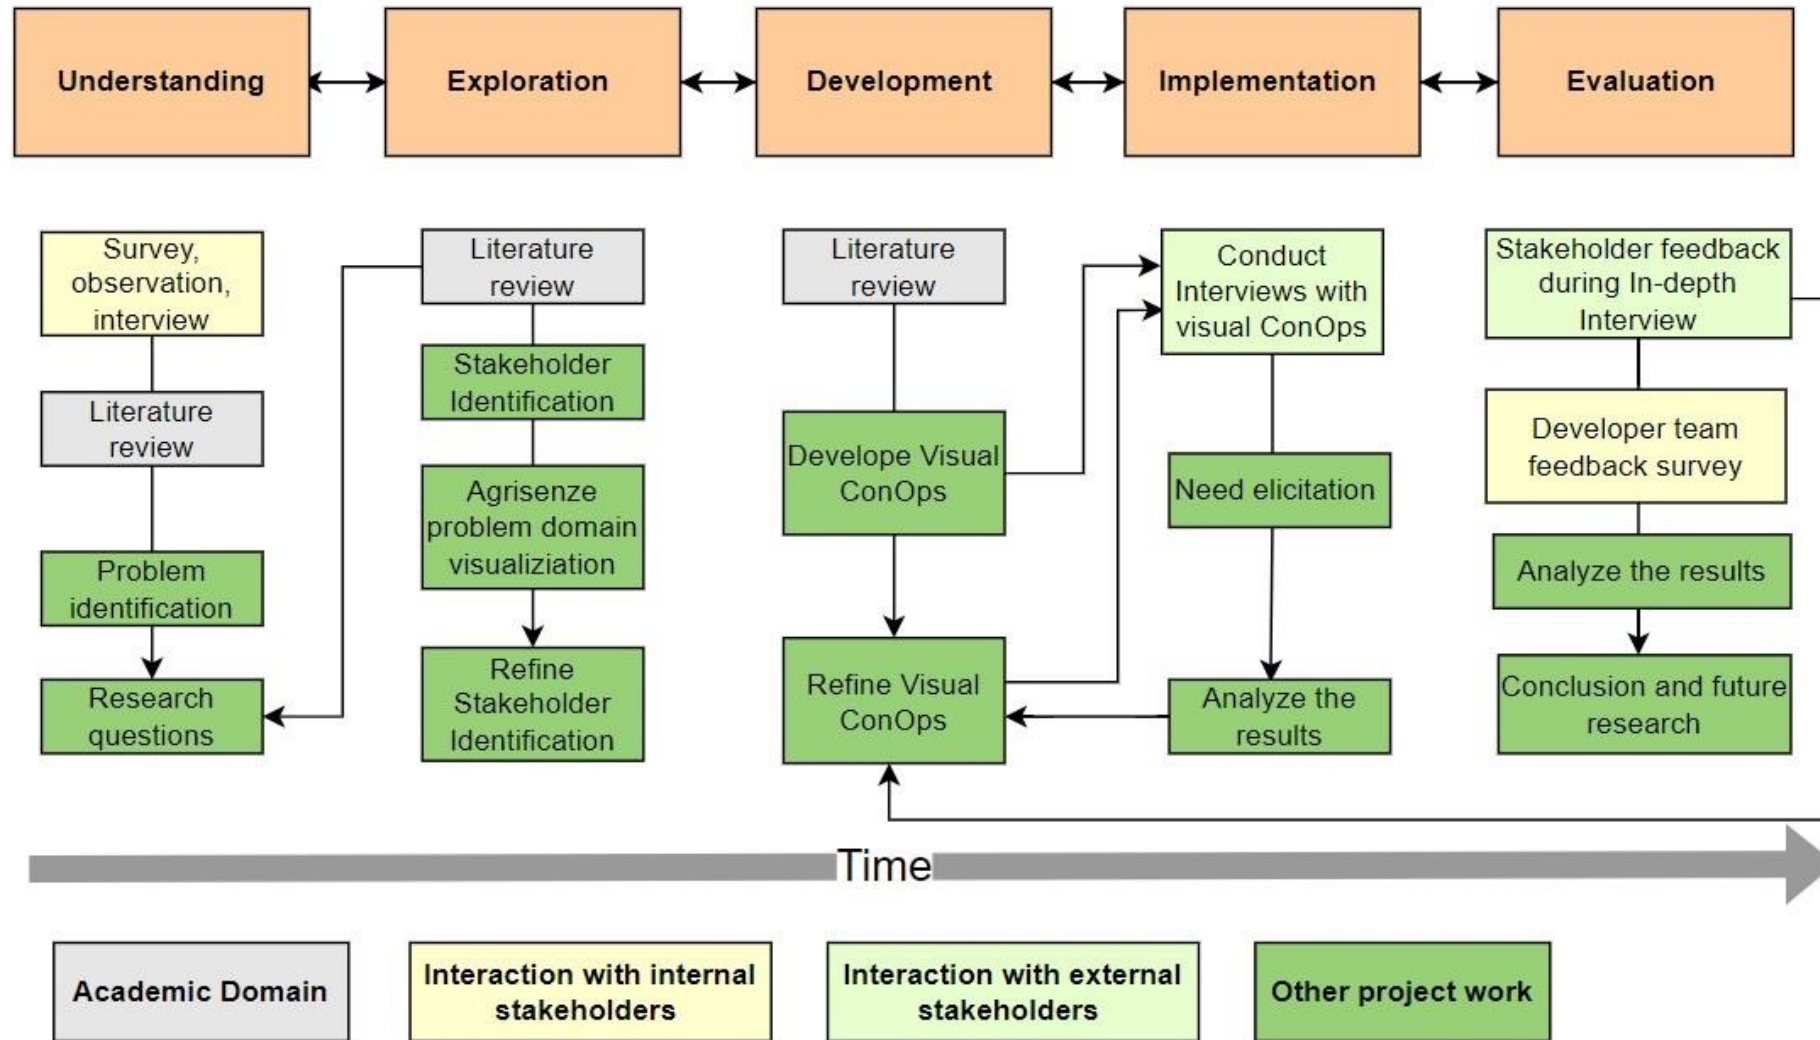 Understanding
Exploration
Development
Implementation
Evaluation
Survey,
observation,
interview
Literature
review
Problem
identification
Research
questions
Literature
review
Stakeholder
Identification
Agrisenze
problem domain
visualiziation
Refine
Stakeholder
Identification
Literature
review
Develope Visual
ConOps
Refine Visual
ConOps
Conduct
Interviews with
visual ConOps
Need elicitation
Analyze the
results
Stakeholder feedback
during In-depth
Interview
Developer team
feedback survey
Analyze the results
Conclusion and future
research
Time
Academic Domain
Interaction with internal
stakeholders
Interaction with external
stakeholders
Other project work